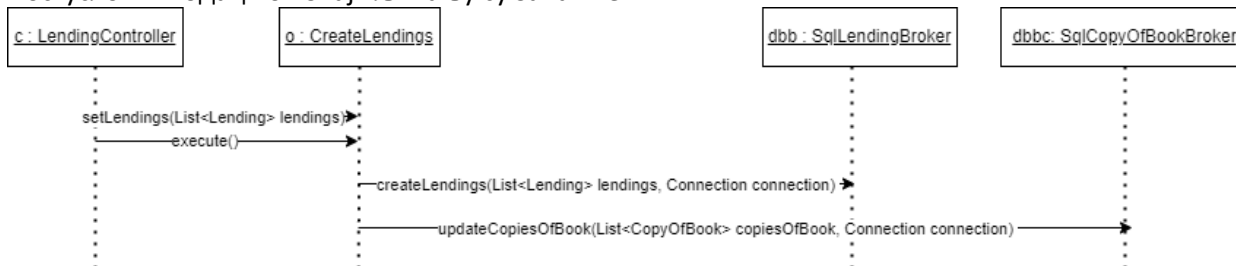 c : LendingController
o : CreateLendings
dbb : SqlLendingBroker
dbbc: SqlCopyOfBookBroker
setLendings(List<Lending> lendings)
execute()
createLendings(List<Lending> lendings, Connection connection)
updateCopiesOfBook(List<CopyOfBook> copiesOfBook, Connection connection)